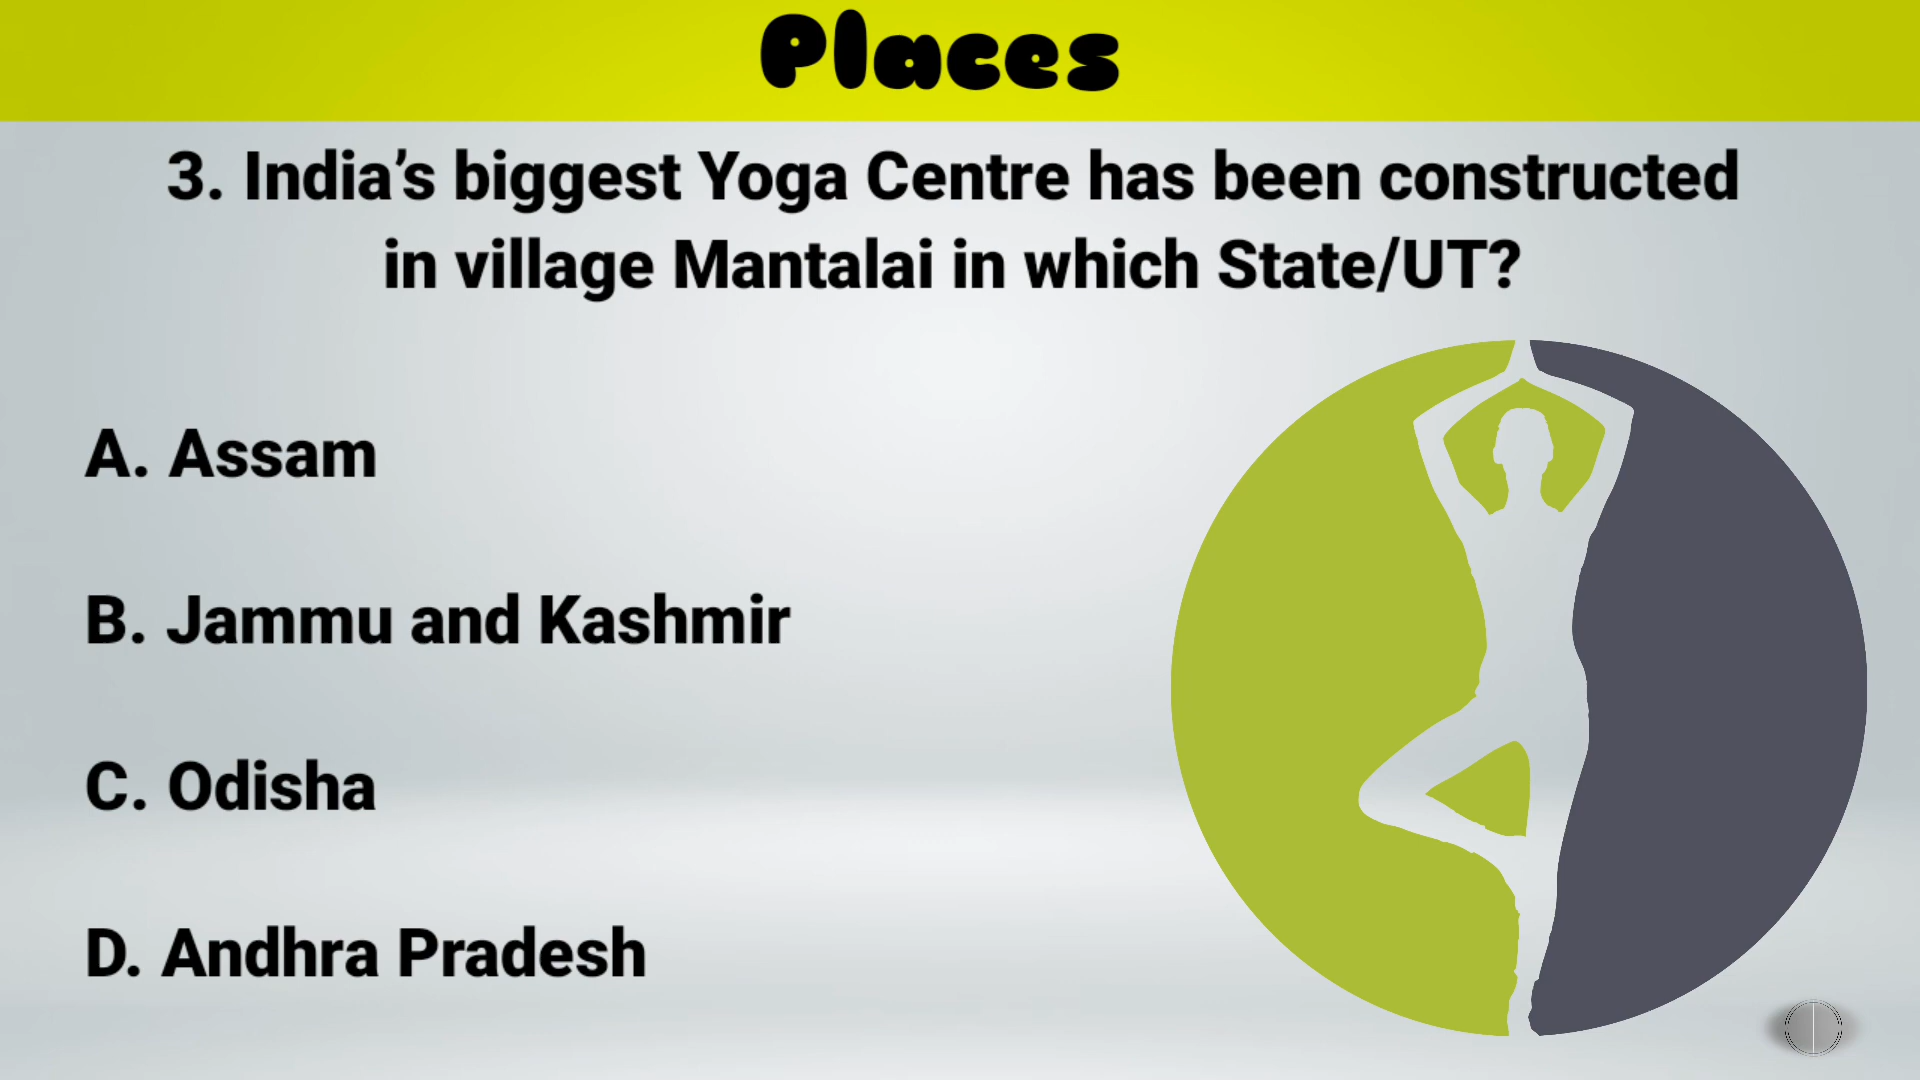 Places
3. India’s biggest Yoga Centre has been constructed
in village Mantalai in which State/UT?
A. Assam
B. Jammu and Kashmir
C. Odisha
D. Andhra Pradesh